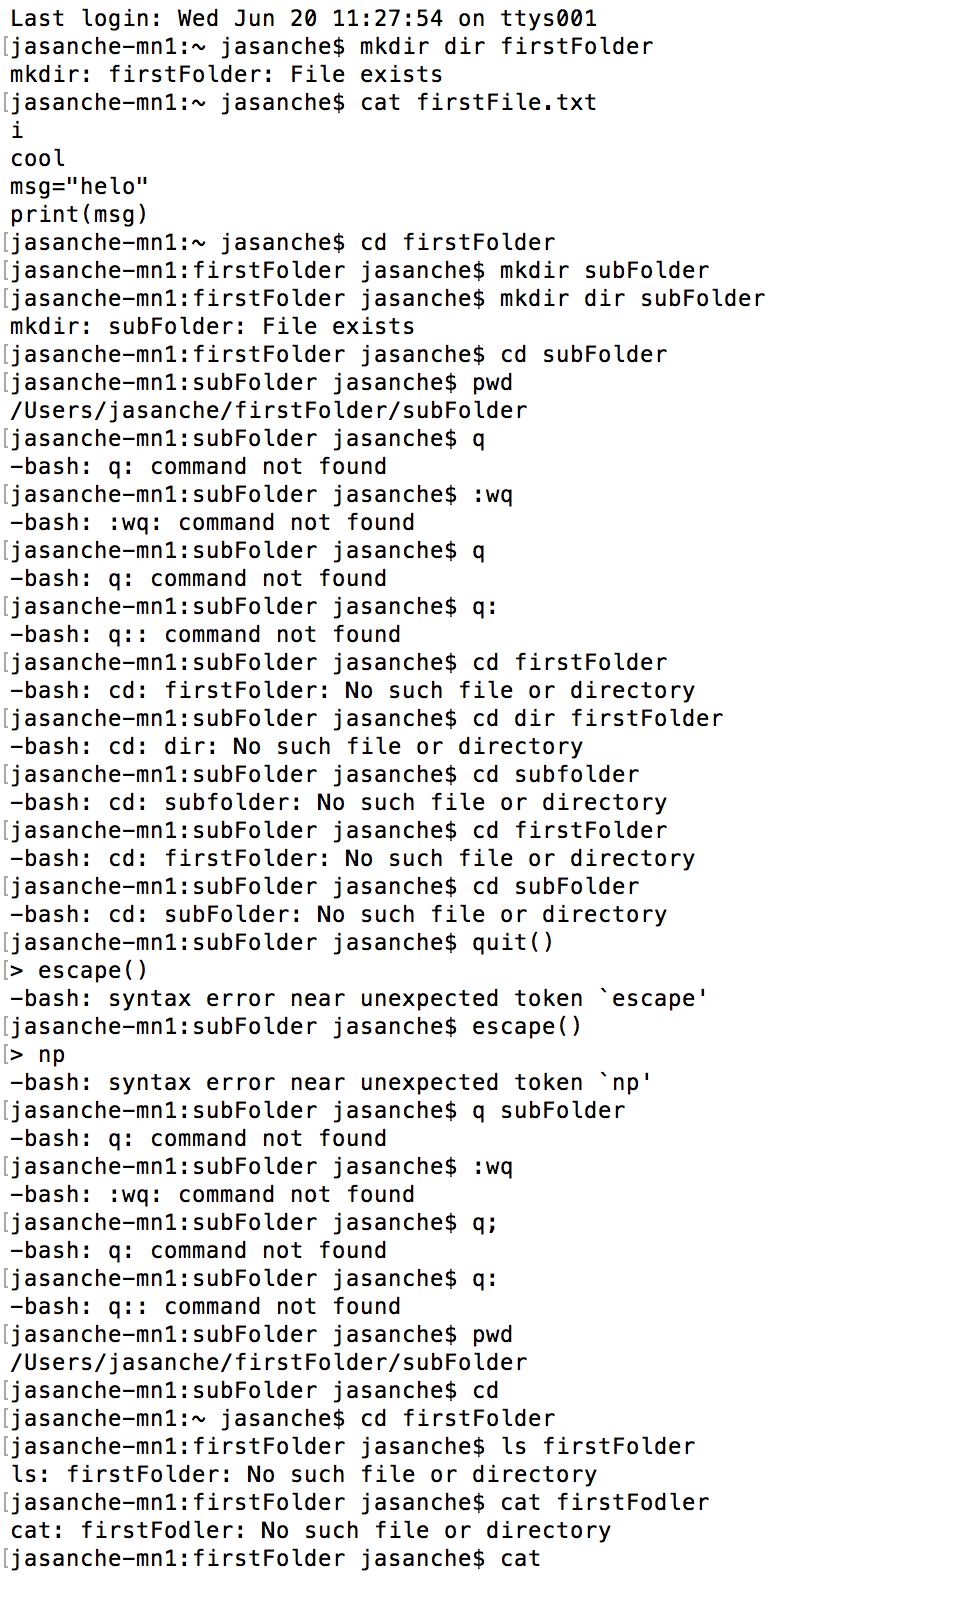 Last login: Wed Jun 20 11:27:54 on ttys001
[jasanche-mn1:~ jasanche$ mkdir dir firstFolder
mkdir: firstFolder: File exists
[jasanche-mn1:~ jasanche$ cat firstFile.txt
i
cool
msg="helo"
print(msg)
[jasanche-mn1:~ jasanche$ cd firstFolder
[jasanche-mn1:firstFolder jasanche$ mkdir subFolder
[jasanche-mn1:firstFolder jasanche$ mkdir dir subFolder
mkdir: subFolder: File exists
[jasanche-mn1:firstFolder jasanche$ cd subFolder
[jasanche-mn1:subFolder jasanche$ pwd
/Users/jasanche/firstFolder/subFolder
[jasanche-mn1:subFolder jasanche$ q
-bash: q: command not found
[jasanche-mn1:subFolder jasanche$ :wq
-bash: :wq: command not found
[jasanche-mn1:subFolder jasanche$ q
-bash: q: command not found
[jasanche-mn1:subFolder jasanche$ q:
-bash: q:: command not found
[jasanche-mn1:subFolder jasanche$ cd firstFolder
-bash: cd: firstFolder: No such file or directory
[jasanche-mn1:subFolder jasanche$ cd dir firstFolder
-bash: cd: dir: No such file or directory
[jasanche-mn1:subFolder jasanche$ cd subfolder
-bash: cd: subfolder: No such file or directory
[jasanche-mn1:subFolder jasanche$ cd firstFolder
-bash: cd: firstFolder: No such file or directory
[jasanche-mn1:subFolder jasanche$ cd subFolder
-bash: cd: subFolder: No such file or directory
[jasanche-mn1:subFolder jasanche$ quit()
[> escape()
-bash: syntax error near unexpected token `escape'
[jasanche-mn1:subFolder jasanche$ escape()
[> np
-bash: syntax error near unexpected token `np'
[jasanche-mn1:subFolder jasanche$ q subFolder
-bash: q: command not found
[jasanche-mn1:subFolder jasanche$ :wq
-bash: :wq: command not found
[jasanche-mn1:subFolder jasanche$ q;
-bash: q: command not found
[jasanche-mn1:subFolder jasanche$ q:
-bash: q:: command not found
[jasanche-mn1:subFolder jasanche$ pwd
/Users/jasanche/firstFolder/subFolder
[jasanche-mn1:subFolder jasanche$ cd
[jasanche-mn1:~ jasanche$ cd firstFolder
[jasanche-mn1:firstFolder jasanche$ ls firstFolder
ls: firstFolder: No such file or directory
[jasanche-mn1:firstFolder jasanche$ cat firstFodler
cat: firstFodler: No such file or directory
[jasanche-mn1:firstFolder jasanche$ cat